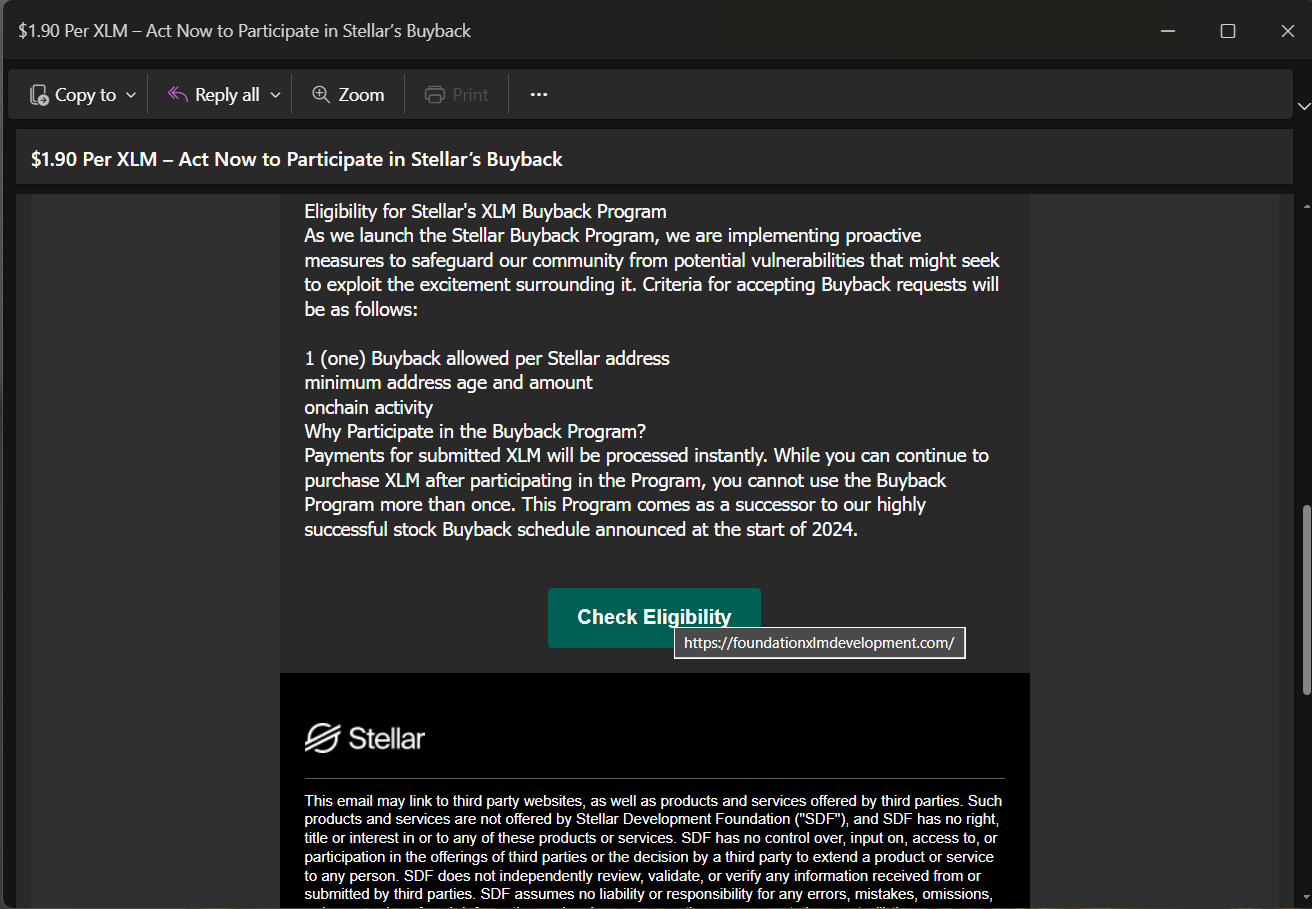 $1.90 Per XLM – Act Now to Participate in Stellar’s Buyback
Copy to
Reply all
Zoom
Print
$1.90 Per XLM – Act Now to Participate in Stellar’s Buyback
Eligibility for Stellar's XLM Buyback Program
As we launch the Stellar Buyback Program, we are implementing proactive
measures to safeguard our community from potential vulnerabilities that might seek
to exploit the excitement surrounding it. Criteria for accepting Buyback requests will
be as follows:
1 (one) Buyback allowed per Stellar address
minimum address age and amount
onchain activity
Why Participate in the Buyback Program?
Payments for submitted XLM will be processed instantly. While you can continue to
purchase XLM after participating in the Program, you cannot use the Buyback
Program more than once. This Program comes as a successor to our highly
successful stock Buyback schedule announced at the start of 2024.
Check Eligibility
https://foundationxlmdevelopment.com/
Stellar
This email may link to third party websites, as well as products and services offered by third parties. Such
products and services are not offered by Stellar Development Foundation ("SDF"), and SDF has no right,
title or interest in or to any of these products or services. SDF has no control over, input on, access to, or
participation in the offerings of third parties or the decision by a third party to extend a product or service
to any person. SDF does not independently review, validate, or verify any information received from or
submitted by third parties. SDF assumes no liability or responsibility for any errors, mistakes, omissions,